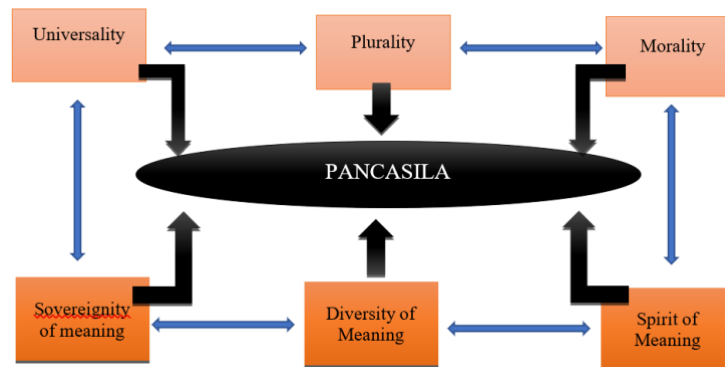 Universality
Plurality
Morality
PANCASILA
Sovereignity
of meaning
Diversity of
Meaning
Spirit of
Meaning